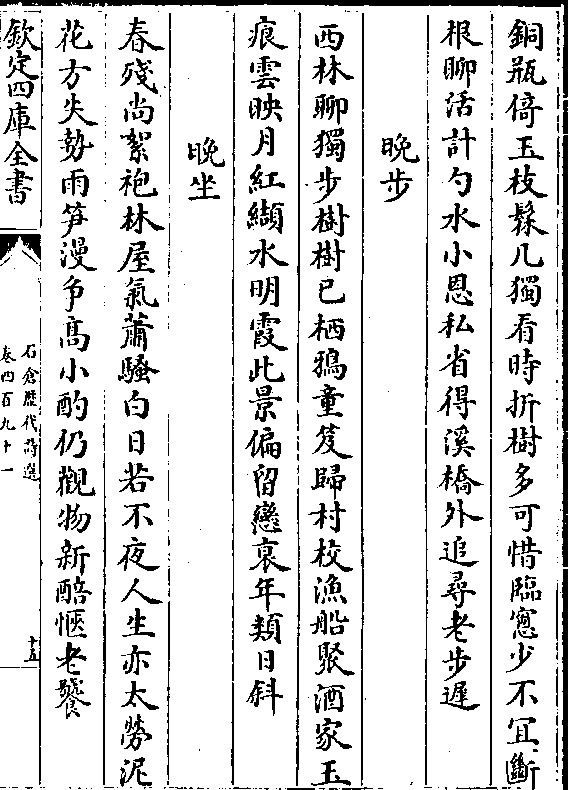 銅瓶倚玉枝髹几獨看時折樹多可惜臨窻少不冝斷
根聊活計勺水小恩私省得溪橋外追尋老步遲
晩步
西林聊獨步樹樹已栖鴉童笈歸村校漁船聚酒家玉
痕雲映月紅纈水明霞此景偏留戀衰年類日斜
晩坐
春殘尚絮袍林屋氣蕭騷白日若不夜人生亦太勞泥
花方失勢雨笋漫争髙小酌仍觀物新醅愜老饕
欽定四庫全書
石倉歷代詩選
卷四百九十一
十五